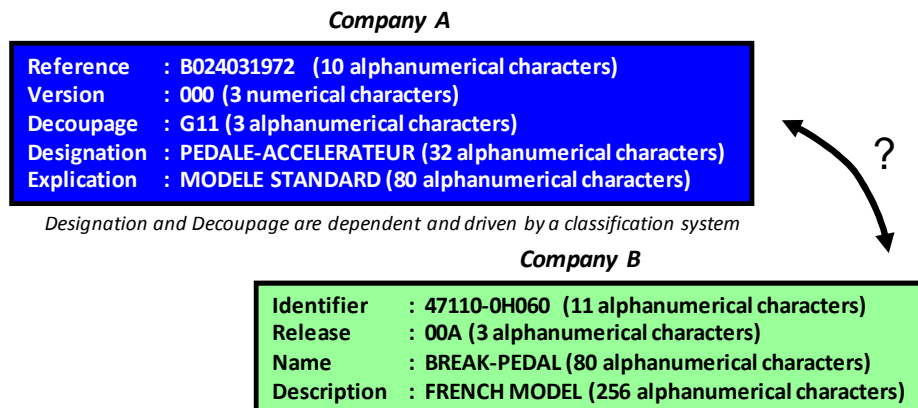 Company A
Reference : B024031972 (10 alphanumerical characters)
Version : 000 (3 numerical characters)
Decoupage : G11 (3 alphanumerical characters)
Designation : PEDALE-ACCELERATEUR (32 alphanumerical characters)
Explication : MODELE STANDARD (80 alphanumerical characters)
?
Designation and Decoupage are dependent and driven by a classification system
Company B
Identifier : 47110-0H060 (11 alphanumerical characters)
Release : 00A (3 alphanumerical characters)
Name : BREAK-PEDAL (80 alphanumerical characters)
Description : FRENCH MODEL (256 alphanumerical characters)